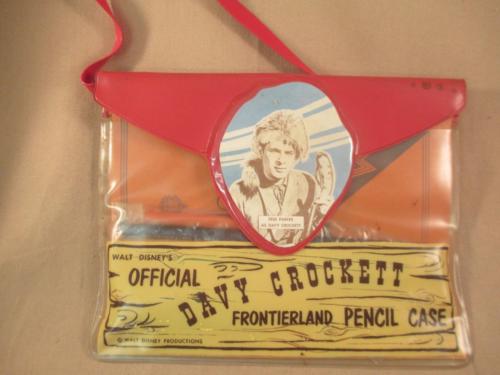 FESS PARKER
AS DAVY CROCKETT
WALT DISNEY'S
OFFICIAL
DAVY CROCKETT
FRONTIERLAND PENCIL CASE
© WALT DISNEY PRODUCTIONS